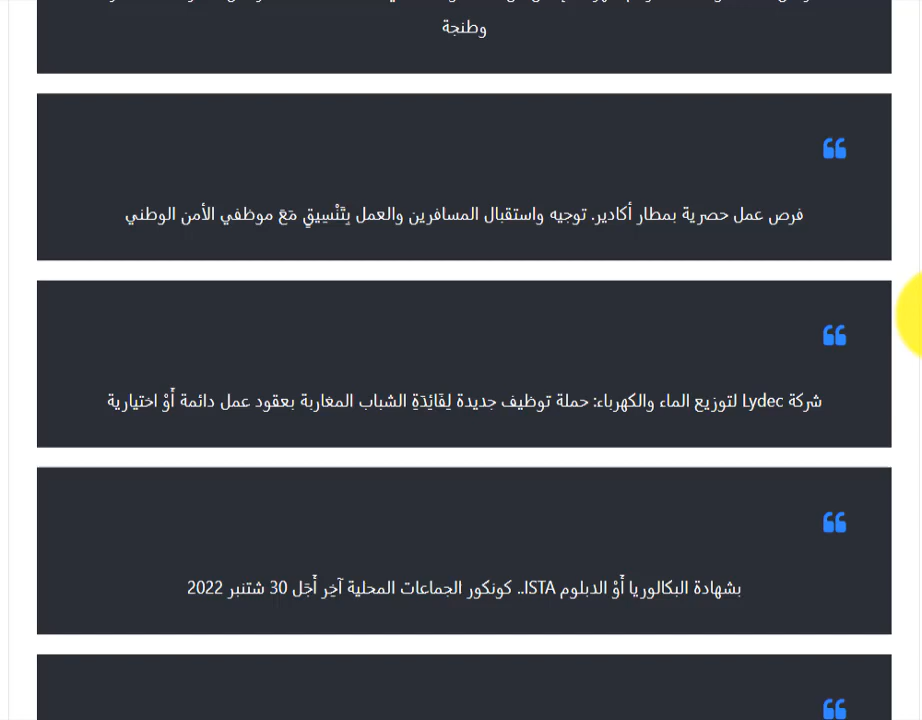 وطنجة
فرص عمل حصرية بمطار أكادير. توجيه واستقبال المسافرين والعمل بِتَنْسِيقِ مَعَ موظفي الأمن الوطني
شركة Lydec لتوزيع الماء والكهرباء: حملة توظيف جديدة لِفَائِدَةِ الشباب المغاربة بعقود عمل دائمة أَوْ اختيارية
بشهادة البكالوريا أَوْ الدبلوم ISTA.. كونكور الجماعات المحلية آخِر أَجَل 30 شتنبر 2022